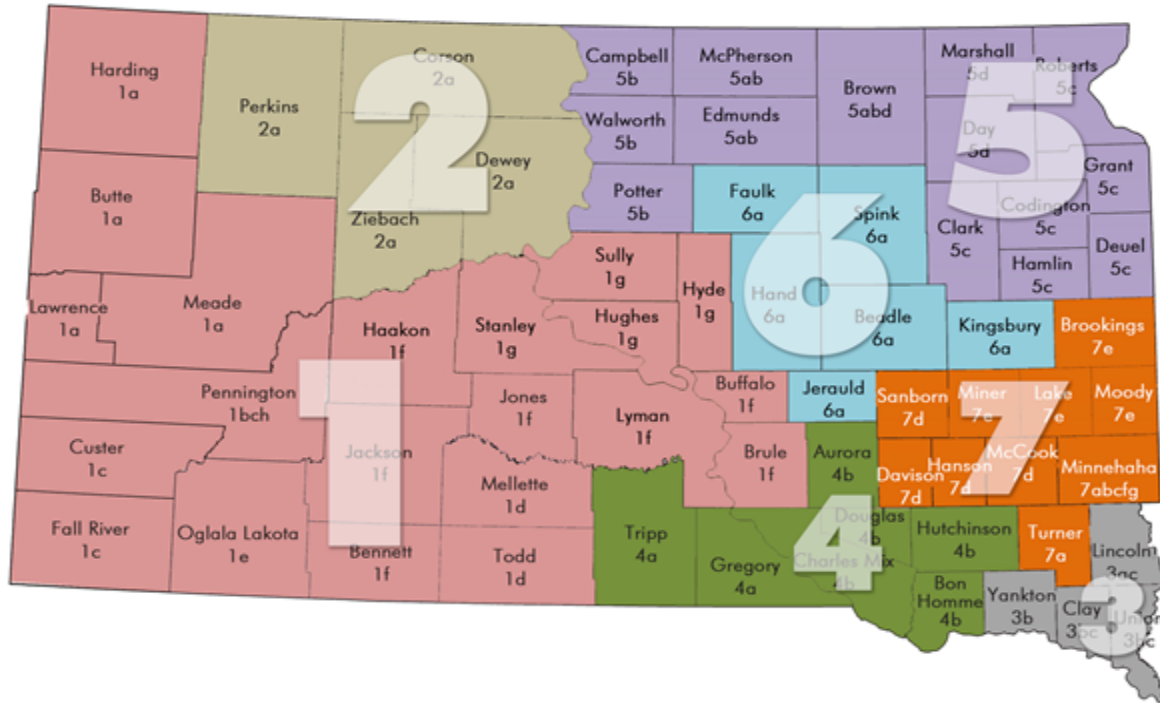 Harding
1a
Perkins
2a
Corson
2a
2
Campbell
5b
McPherson
5ab
Brown
5abd
Marshall
5d
Roberts
5c
5
Butte
1a
Dewey
2a
Ziebach
2a
Walworth
5b
Edmunds
5ab
Day
5d
Grant
5c
Potter
5b
Faulk
6a
Spink
6a
6
Clark
5c
Codington
5c
Deuel
5c
Hamlin
5c
Lawrence
1a
Meade
1a
Haakon
1f
Stanley
1g
Sully
1g
Hughes
1g
Hyde
1g
Hand
6a
Beadle
6a
Kingsbury
6a
Brookings
7e
Pennington
1bch
1
Jones
1f
Lyman
1f
Buffalo
1f
Jerauld
6a
Sanborn
7d
Miner
7e
Lake
7e
Moody
7e
7
Custer
1c
Jackson
1f
Mellette
1d
Brule
1f
Aurora
4b
Davison
7d
Hanson
7d
McCook
7d
Minnehaha
7abcfg
Fall River
1c
Oglala Lakota
1e
Bennett
1f
Todd
1d
Tripp
4a
Gregory
4a
Douglas
4b
Charles Mix
4b
4
Hutchinson
4b
Turner
7a
Lincoln
3ac
Bon
Homme
4b
Yankton
3b
Clay
3bc
Union
3bc
3